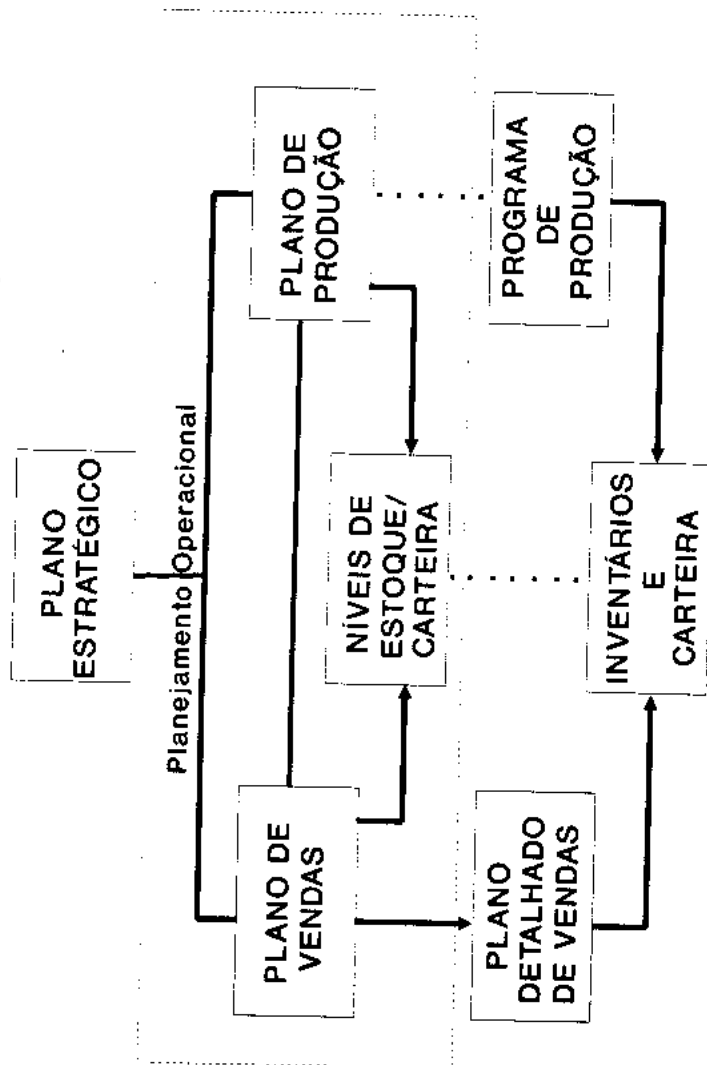 PLANO
ESTRATÉGICO
Planejamento Operacional
PLANO DE
VENDAS
PLANO DE
PRODUÇÃO
NÍVEIS DE
ESTOQUE/
CARTEIRA
PLANO
DETALHADO
DE VENDAS
PROGRAMA
DE
PRODUÇÃO
INVENTÁRIOS
E
CARTEIRA